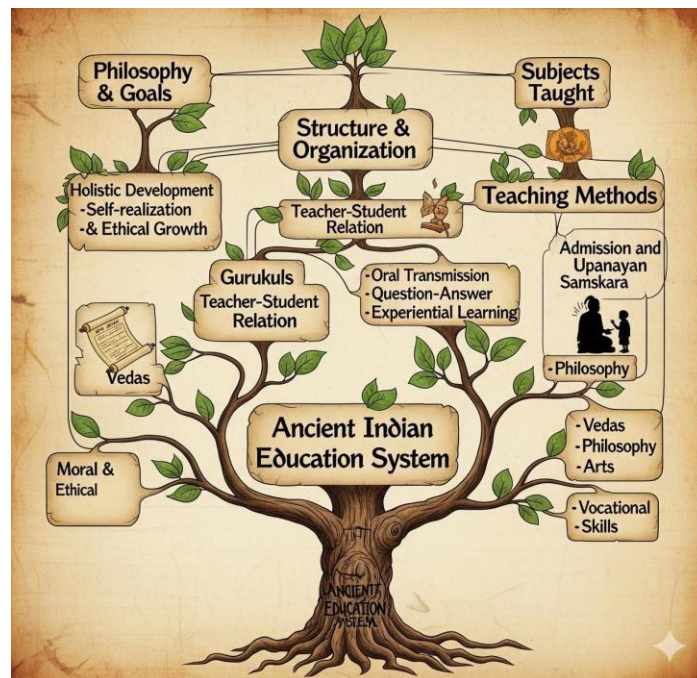 Philosophy
& Goals
Subjects
Taught
Structure &
Organization
Holistic Development
-Self-realization
-& Ethical Growth
Teacher-Student
Relation
Teaching Methods
Gurukuls
Teacher-Student
Relation
-Oral Transmission
-Question-Answer
-Experiential Learning
Admission and
Upanayan
Samskara
-Philosophy
Vedas
Ancient Indian
Education System
-Vedas
-Philosophy
-Arts
Moral &
Ethical
-Vocational
-Skills
EDUCATION